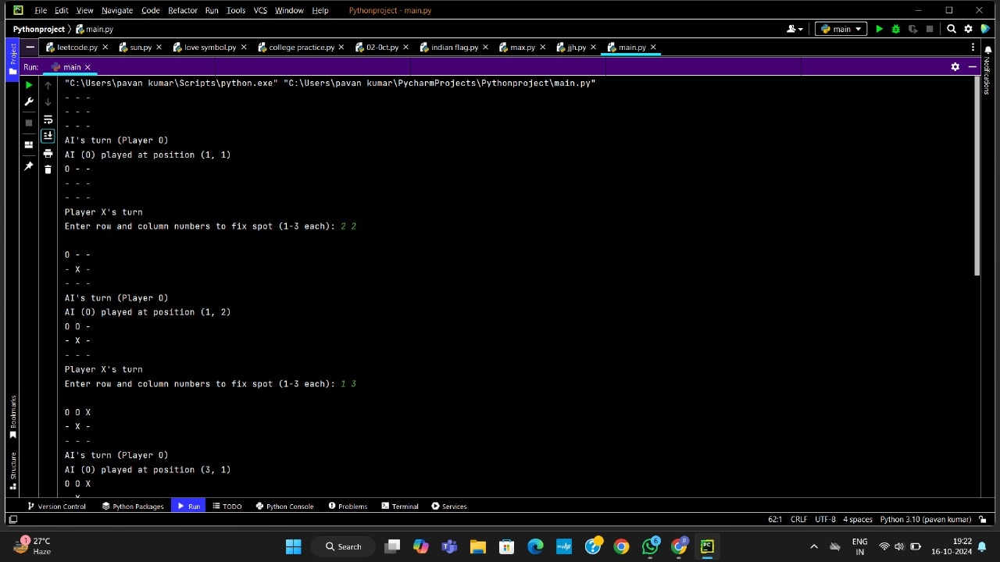 File Edit View Navigate Code Refactor Run Tools VCS Window Help Pythonproject - main.py
Pythonproject main.py main
leetcode.py sun.py love symbol.py college practice.py 02-Oct.py indian flag.py max.py jjh.py main.py
Project
Notifications
Run: main
"C:\Users\pavan kumar\Scripts\python.exe" "C:\Users\pavan kumar\PycharmProjects\Pythonproject\main.py"
- - -
- - -
- - -
AI's turn (Player O)
AI (O) played at position (1, 1)
O - -
- - -
- - -
Player X's turn
Enter row and column numbers to fix spot (1-3 each): 2 2
O - -
- X -
- - -
AI's turn (Player O)
AI (O) played at position (1, 2)
O O -
- X -
- - -
Player X's turn
Enter row and column numbers to fix spot (1-3 each): 1 3
O O X
- X -
- - -
AI's turn (Player O)
AI (O) played at position (3, 1)
O O X
Bookmarks
Structure
Version Control Python Packages Run TODO Python Console Problems Terminal Services
62:1 CRLF UTF-8 4 spaces Python 3.10 (pavan kumar)
1 27°C
Haze
Search
6
ENG
IN
19:22
16-10-2024